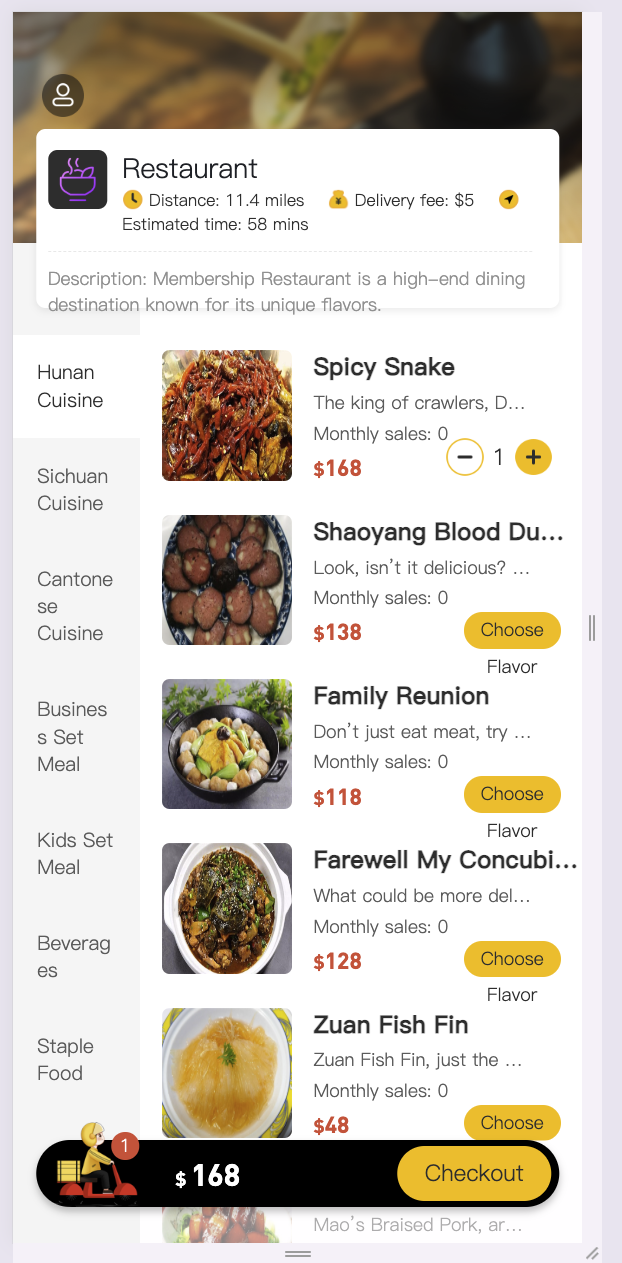 Restaurant
Distance: 11.4 miles Delivery fee: $5
Estimated time: 58 mins
Description: Membership Restaurant is a high-end dining
destination known for its unique flavors.
Hunan
Cuisine
Sichuan
Cuisine
Cantone
se
Cuisine
Busines
s Set
Meal
Kids Set
Meal
Beverag
es
Staple
Food
Spicy Snake
The king of crawlers, D...
Monthly sales: 0
$168
1
Shaoyang Blood Du...
Look, isn't it delicious? ...
Monthly sales: 0
$138
Choose
Flavor
Family Reunion
Don't just eat meat, try ...
Monthly sales: 0
$118
Choose
Flavor
Farewell My Concubi...
What could be more del...
Monthly sales: 0
$128
Choose
Flavor
Zuan Fish Fin
Zuan Fish Fin, just the ...
Monthly sales: 0
$48
Choose
1
$ 168
Checkout
Mao's Braised Pork, ar...